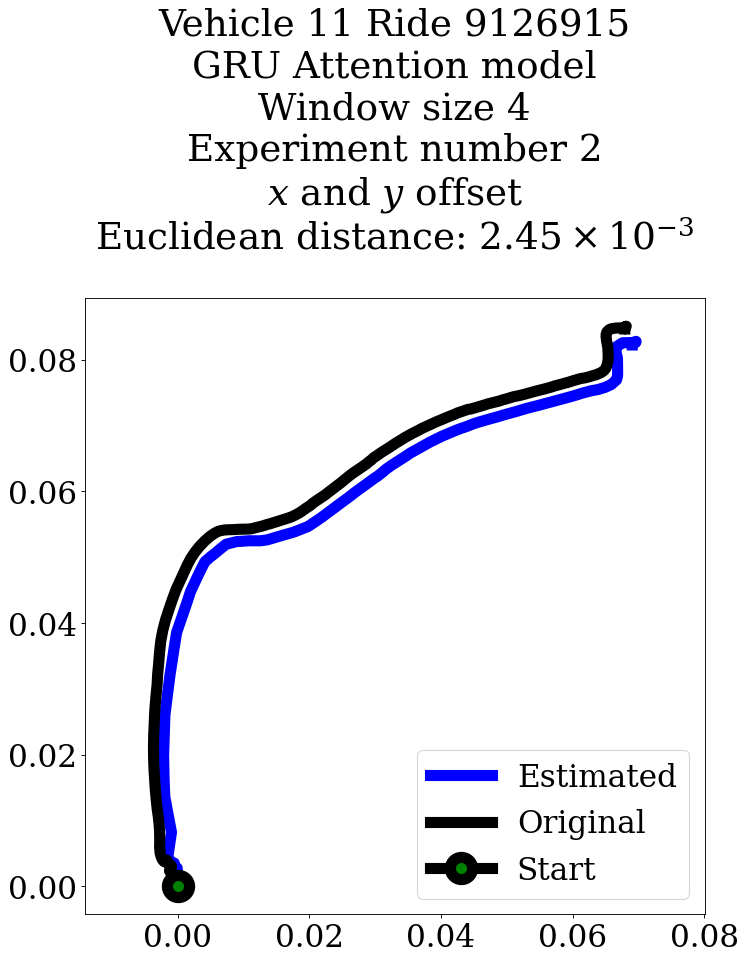 Vehicle 11 Ride 9126915
GRU Attention model
Window size 4
Experiment number 2
x and y offset
Euclidean distance: 2.45 × 10⁻³
0.08
0.06
0.04
0.02
0.00
Estimated
Original
Start
0.00 0.02 0.04 0.06 0.08